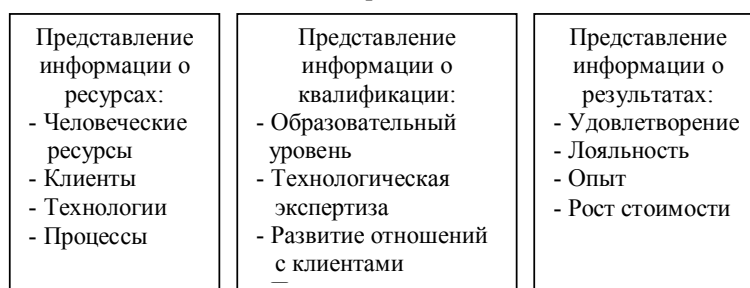 Представление
информации о
ресурсах:
- Человеческие
ресурсы
- Клиенты
- Технологии
- Процессы
Представление
информации о
квалификации:
- Образовательный
уровень
- Технологическая
экспертиза
- Развитие отношений
с клиентами
Представление
информации о
результатах:
- Удовлетворение
- Лояльность
- Опыт
- Рост стоимости